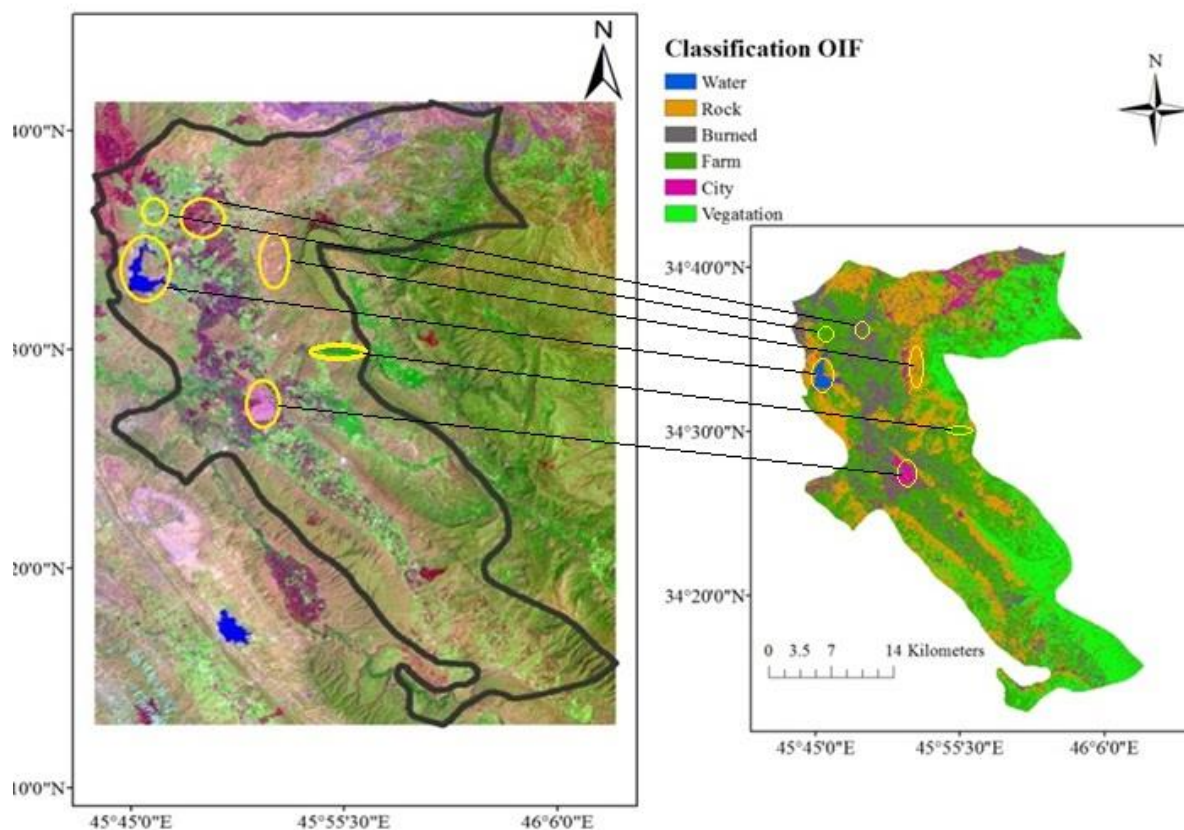 N
40'0"N
30'0"N
20'0"N
10'0"N
45°45'0"E
45°55'30"E
46°6'0"E
Classification OIF
Water
Rock
Burned
Farm
City
Vegatation
N
34°40'0"N
34°30'0"N
34°20'0"N
0 3.5 7 14 Kilometers
45°45'0"E
45°55'30"E
46°6'0"E